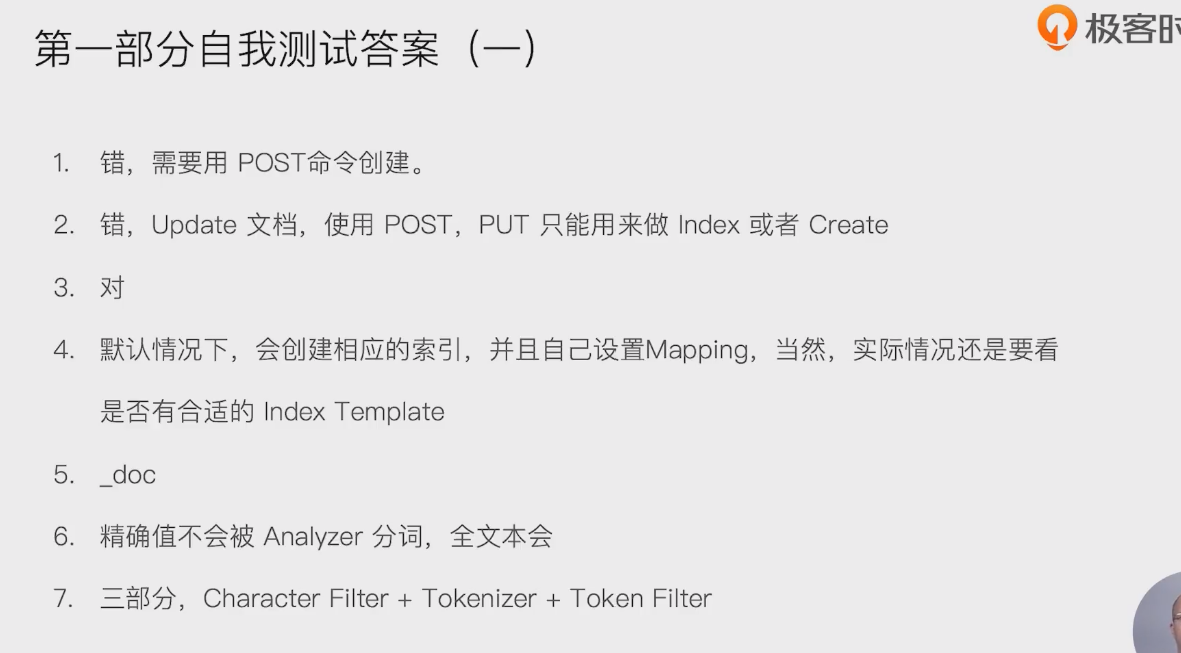 第一部分自我测试答案（一）
极客时
1. 错，需要用 POST命令创建。
2. 错，Update 文档，使用 POST，PUT 只能用来做 Index 或者 Create
3. 对
4. 默认情况下，会创建相应的索引，并且自己设置Mapping，当然，实际情况还是要看
是否有合适的 Index Template
5. _doc
6. 精确值不会被 Analyzer 分词，全文本会
7. 三部分，Character Filter + Tokenizer + Token Filter